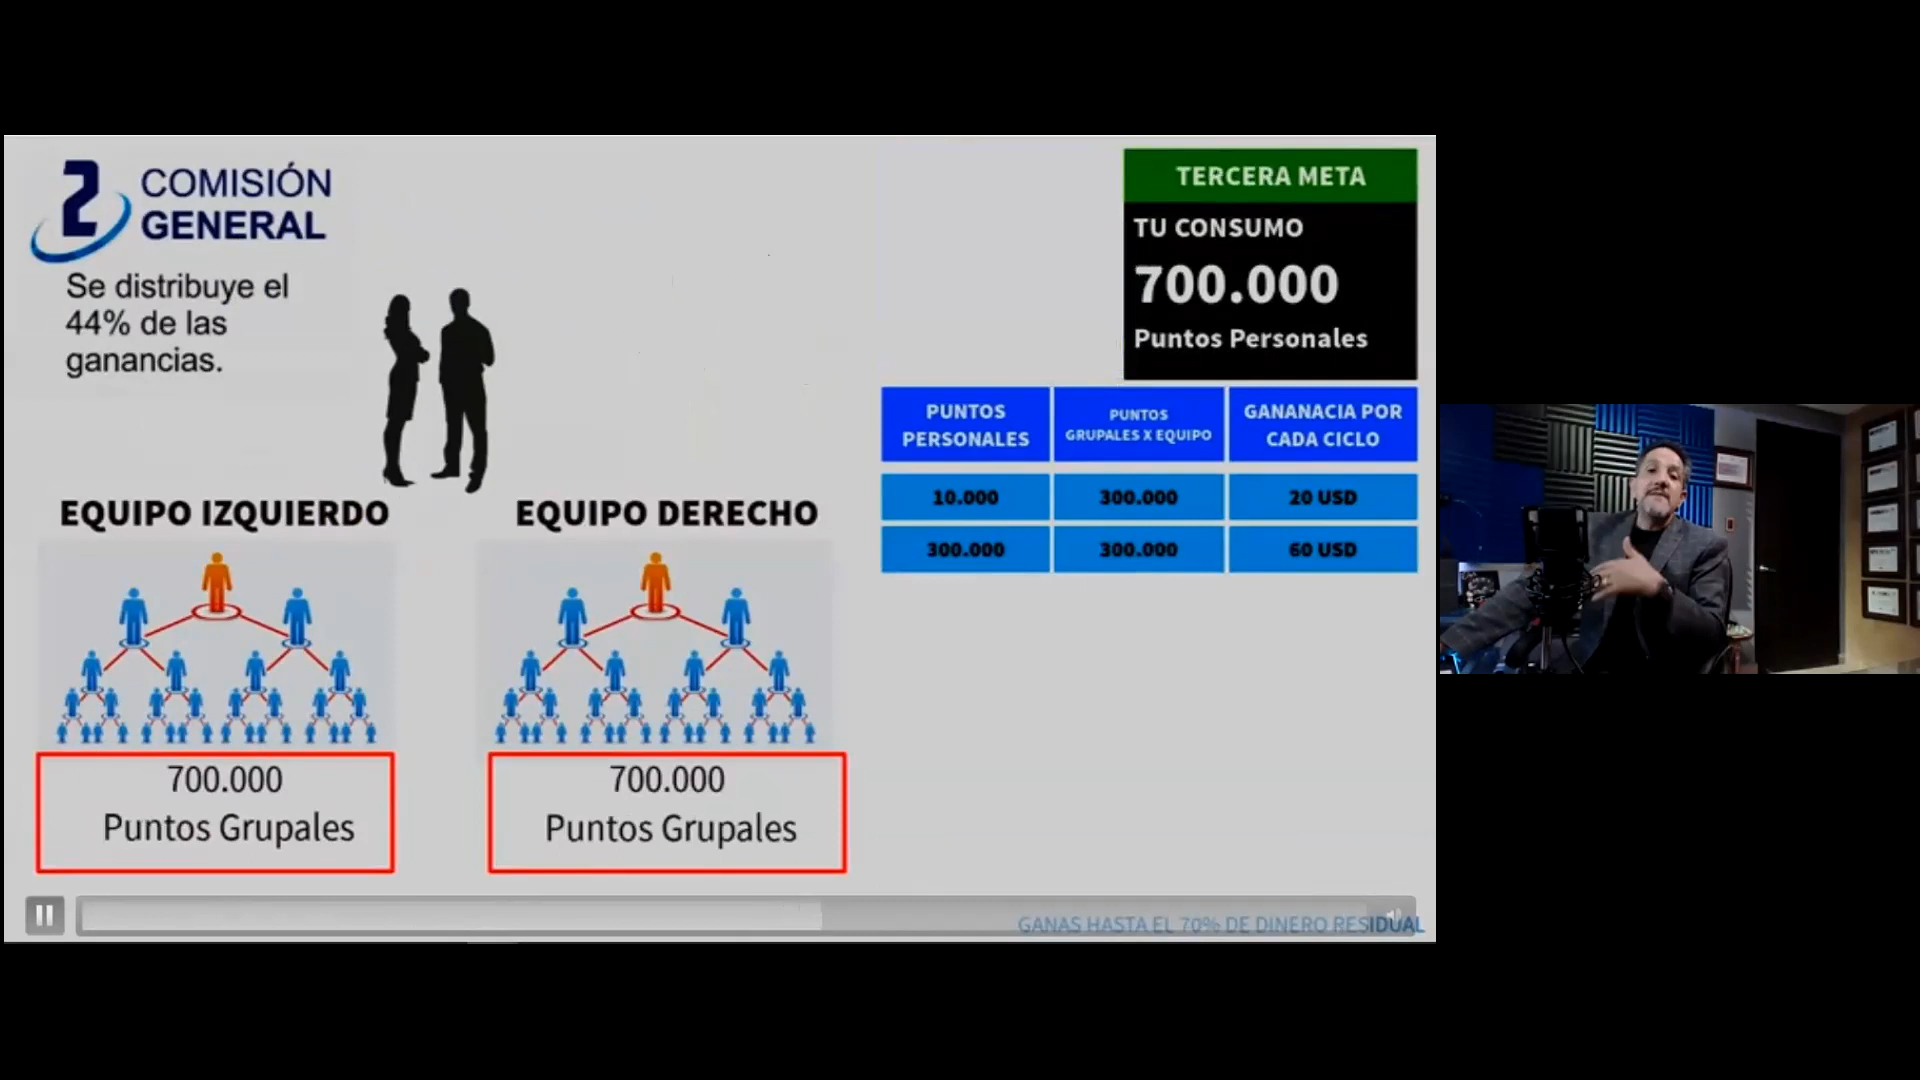 2 COMISIÓN
GENERAL
Se distribuye el
44% de las
ganancias.
TERCERA META
TU CONSUMO
700.000
Puntos Personales
PUNTOS
PERSONALES
PUNTOS
GRUPALES X EQUIPO
GANANACIA POR
CADA CICLO
10.000
300.000
20 USD
300.000
300.000
60 USD
EQUIPO IZQUIERDO
EQUIPO DERECHO
700.000
Puntos Grupales
700.000
Puntos Grupales
GANAS HASTA EL 70% DE DINERO RESIDUAL